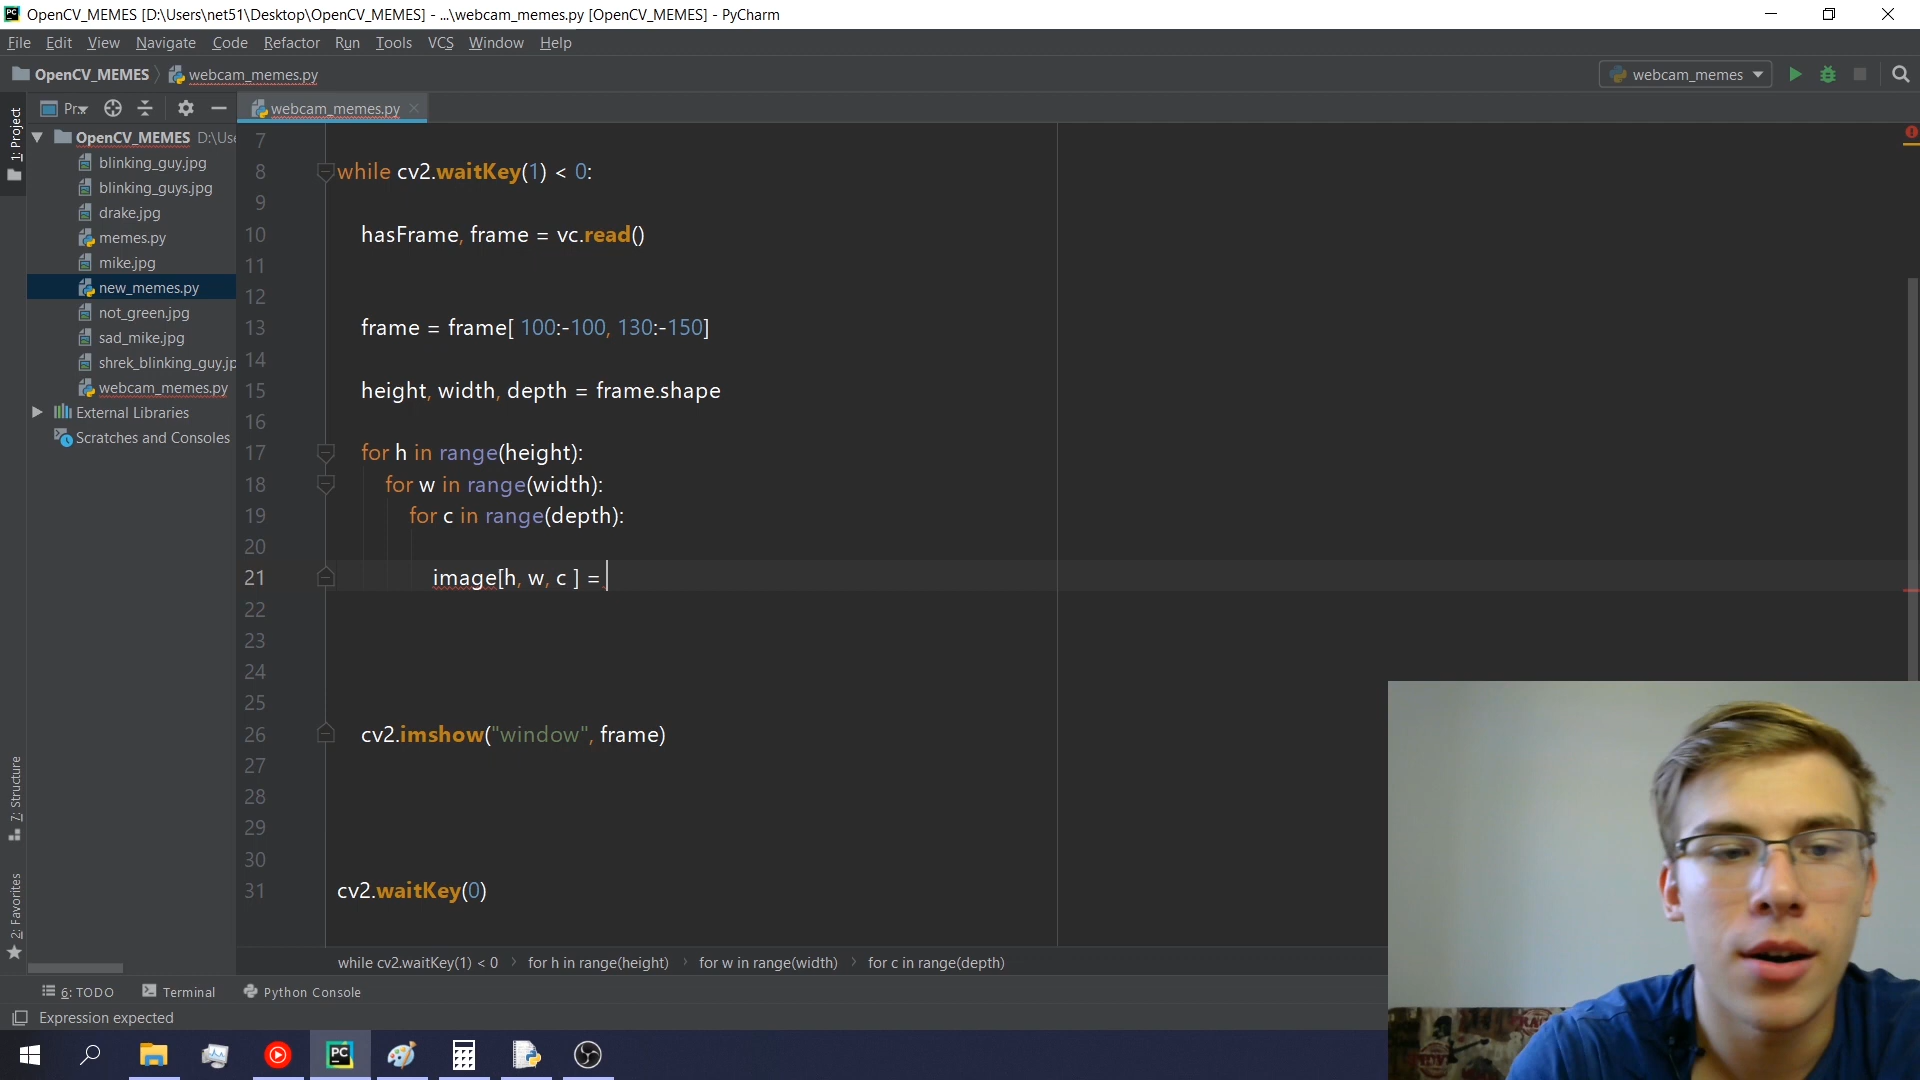 PC OpenCV_MEMES [D:\Users\net51\Desktop\OpenCV_MEMES] - ...\webcam_memes.py [OpenCV_MEMES] - PyCharm
File Edit View Navigate Code Refactor Run Tools VCS Window Help
OpenCV_MEMES webcam_memes.py webcam_memes
Pr... webcam_memes.py
1: Project
OpenCV_MEMES D:\Use
blinking_guy.jpg
blinking_guys.jpg
drake.jpg
memes.py
mike.jpg
new_memes.py
not_green.jpg
sad_mike.jpg
shrek_blinking_guy.jp
webcam_memes.py
External Libraries
Scratches and Consoles
7: Structure
2: Favorites
7
8 while cv2.waitKey(1) < 0:
9
10 hasFrame, frame = vc.read()
11
12
13 frame = frame[ 100:-100, 130:-150]
14
15 height, width, depth = frame.shape
16
17 for h in range(height):
18 for w in range(width):
19 for c in range(depth):
20
21 image[h, w, c ] =
22
23
24
25
26 cv2.imshow("window", frame)
27
28
29
30
31 cv2.waitKey(0)
while cv2.waitKey(1) < 0 for h in range(height) for w in range(width) for c in range(depth)
6: TODO Terminal Python Console
Expression expected
PC